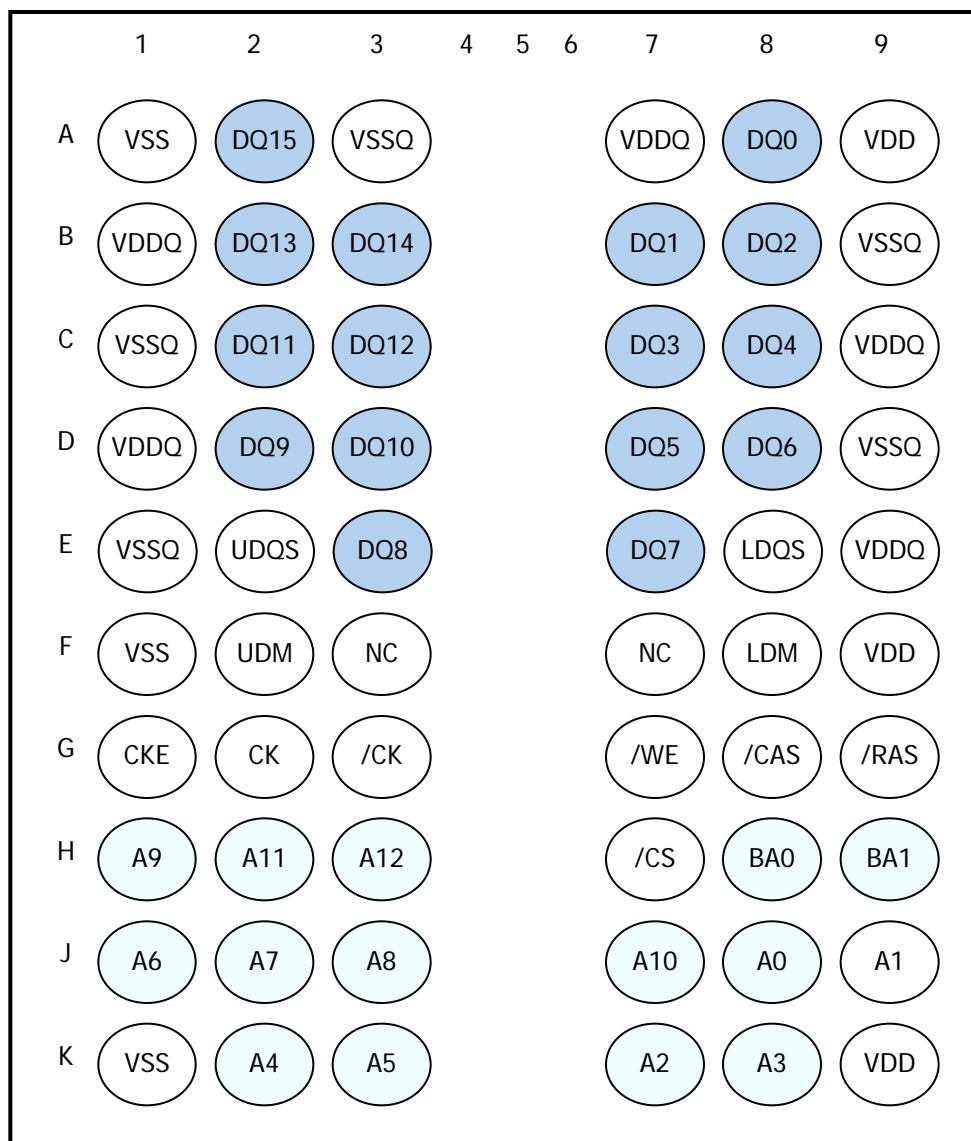 1 2 3 4 5 6 7 8 9
A VSS DQ15 VSSQ VDDQ DQ0 VDD
B VDDQ DQ13 DQ14 DQ1 DQ2 VSSQ
C VSSQ DQ11 DQ12 DQ3 DQ4 VDDQ
D VDDQ DQ9 DQ10 DQ5 DQ6 VSSQ
E VSSQ UDQS DQ8 DQ7 LDQS VDDQ
F VSS UDM NC NC LDM VDD
G CKE CK /CK /WE /CAS /RAS
H A9 A11 A12 /CS BA0 BA1
J A6 A7 A8 A10 A0 A1
K VSS A4 A5 A2 A3 VDD